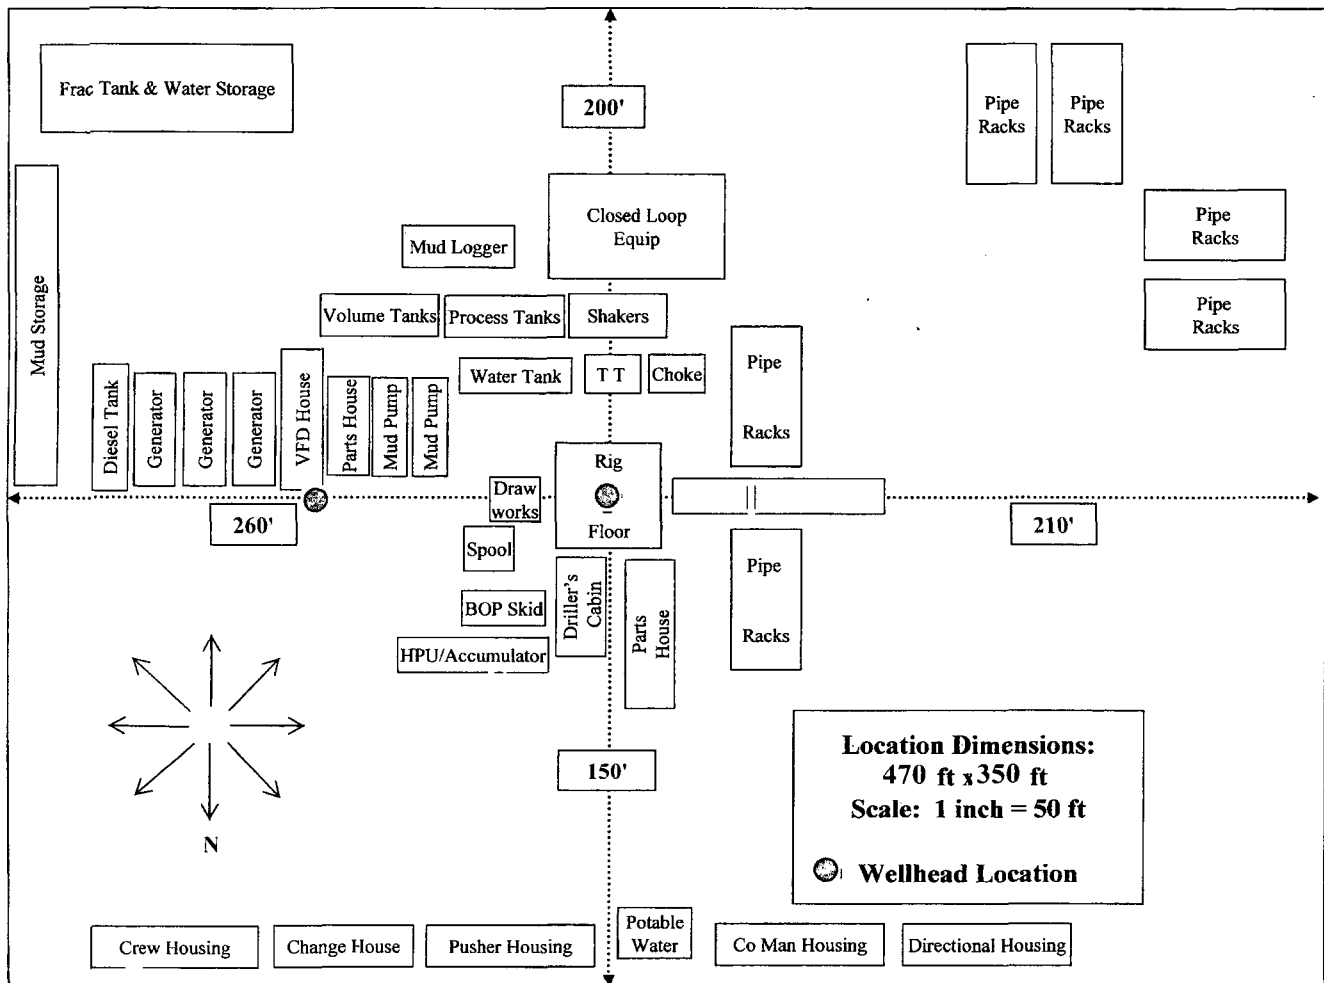 Frac Tank & Water Storage
200'
Pipe
Racks
Pipe
Racks
Closed Loop
Equip
Mud Logger
Pipe
Racks
Pipe
Racks
Mud Storage
Volume Tanks
Process Tanks
Shakers
Water Tank
T T
Choke
Pipe
Racks
Diesel Tank
Generator
Generator
Generator
VFD House
Parts House
Mud Pump
Mud Pump
Rig
Floor
Draw
works
260'
210'
Spool
Driller's
Cabin
Parts
House
Pipe
Racks
BOP Skid
HPU/Accumulator
150'
N
Location Dimensions:
470 ft x 350 ft
Scale: 1 inch = 50 ft
Wellhead Location
Crew Housing
Change House
Pusher Housing
Potable
Water
Co Man Housing
Directional Housing